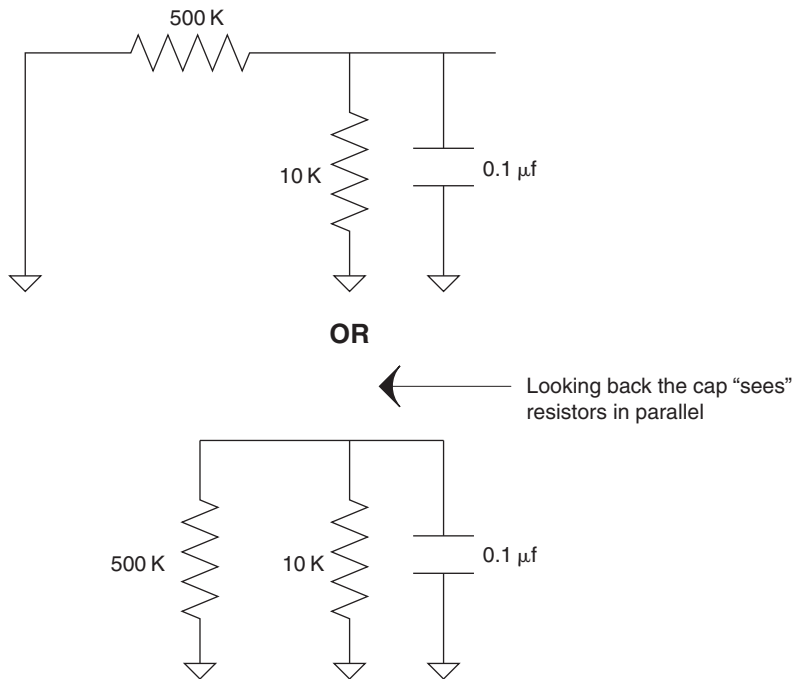 500 K
10 K
0.1 μf
OR
Looking back the cap “sees”
resistors in parallel
500 K
10 K
0.1 μf